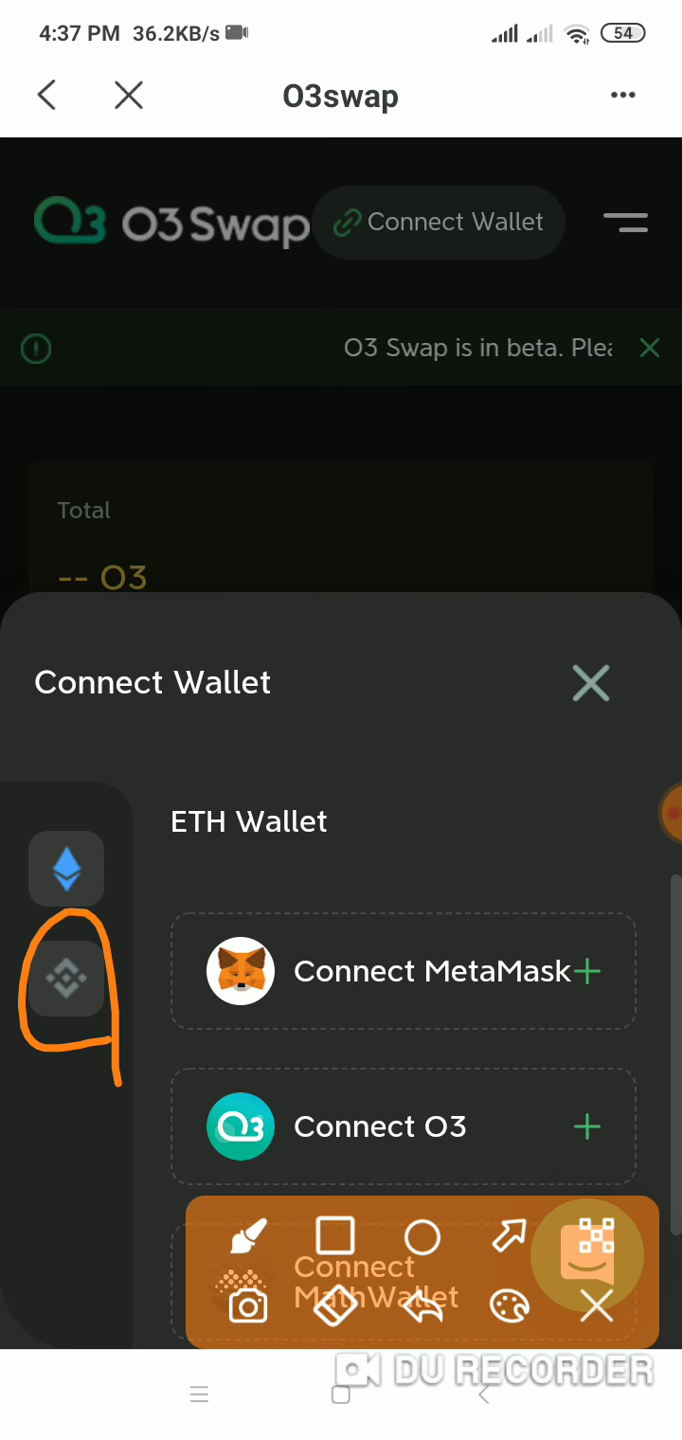 4:37 PM 36.2KB/s 54
O3swap
O3 Swap Connect Wallet
O3 Swap is in beta. Plea
Total
-- O3
Connect Wallet
ETH Wallet
Connect MetaMask
Connect O3
Connect
MathWallet
DU RECORDER